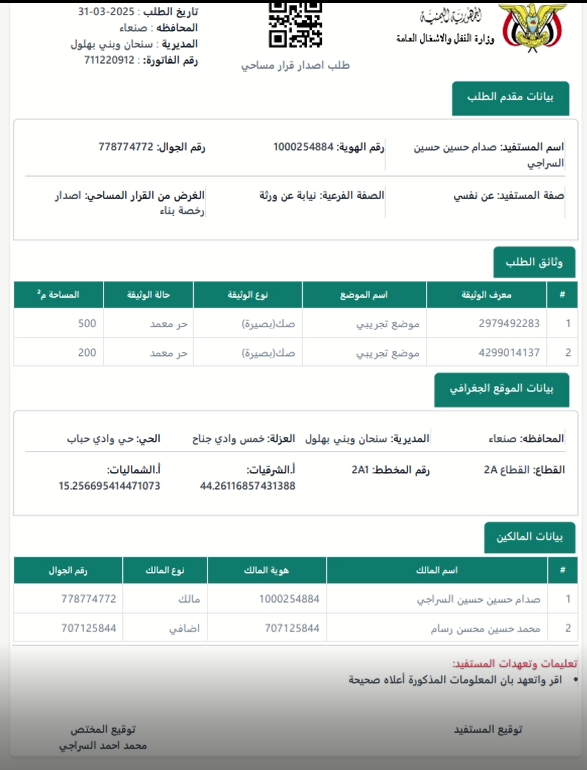 الجمهورية اليمنية
وزارة النقل والاشغال العامة
تاريخ الطلب : 2025-03-31
المحافظه : صنعاء
المديرية : سنحان وبني بهلول
رقم الفاتورة: : 711220912
طلب اصدار قرار مساحي
بيانات مقدم الطلب
اسم المستفيد: صدام حسين حسين السراجي
رقم الهوية: 1000254884
رقم الجوال: 778774772
صفة المستفيد: عن نفسي
الصفة الفرعية: نيابة عن ورثة
الغرض من القرار المساحي: اصدار رخصة بناء
وثائق الطلب
# معرف الوثيقة اسم الموضع نوع الوثيقة حالة الوثيقة المساحة م²
1 2979492283 موضع تجريبي صك(بصيرة) حر معمد 500
2 4299014137 موضع تجريبي صك(بصيرة) حر معمد 200
بيانات الموقع الجغرافي
المحافظه: صنعاء المديرية: سنحان وبني بهلول العزلة: خمس وادي جناح الحي: حي وادي حباب
القطاع: القطاع 2A
رقم المخطط: 2A1
أ.الشرقيات: 44.26116857431388
أ.الشماليات: 15.256695414471073
بيانات المالكين
# اسم المالك هوية المالك نوع المالك رقم الجوال
1 صدام حسين حسين السراجي 1000254884 مالك 778774772
2 محمد حسين محسن رسام 707125844 اضافي 707125844
تعليمات وتعهدات المستفيد:
• اقر واتعهد بان المعلومات المذكورة أعلاه صحيحة
توقيع المستفيد
توقيع المختص
محمد احمد السراجي